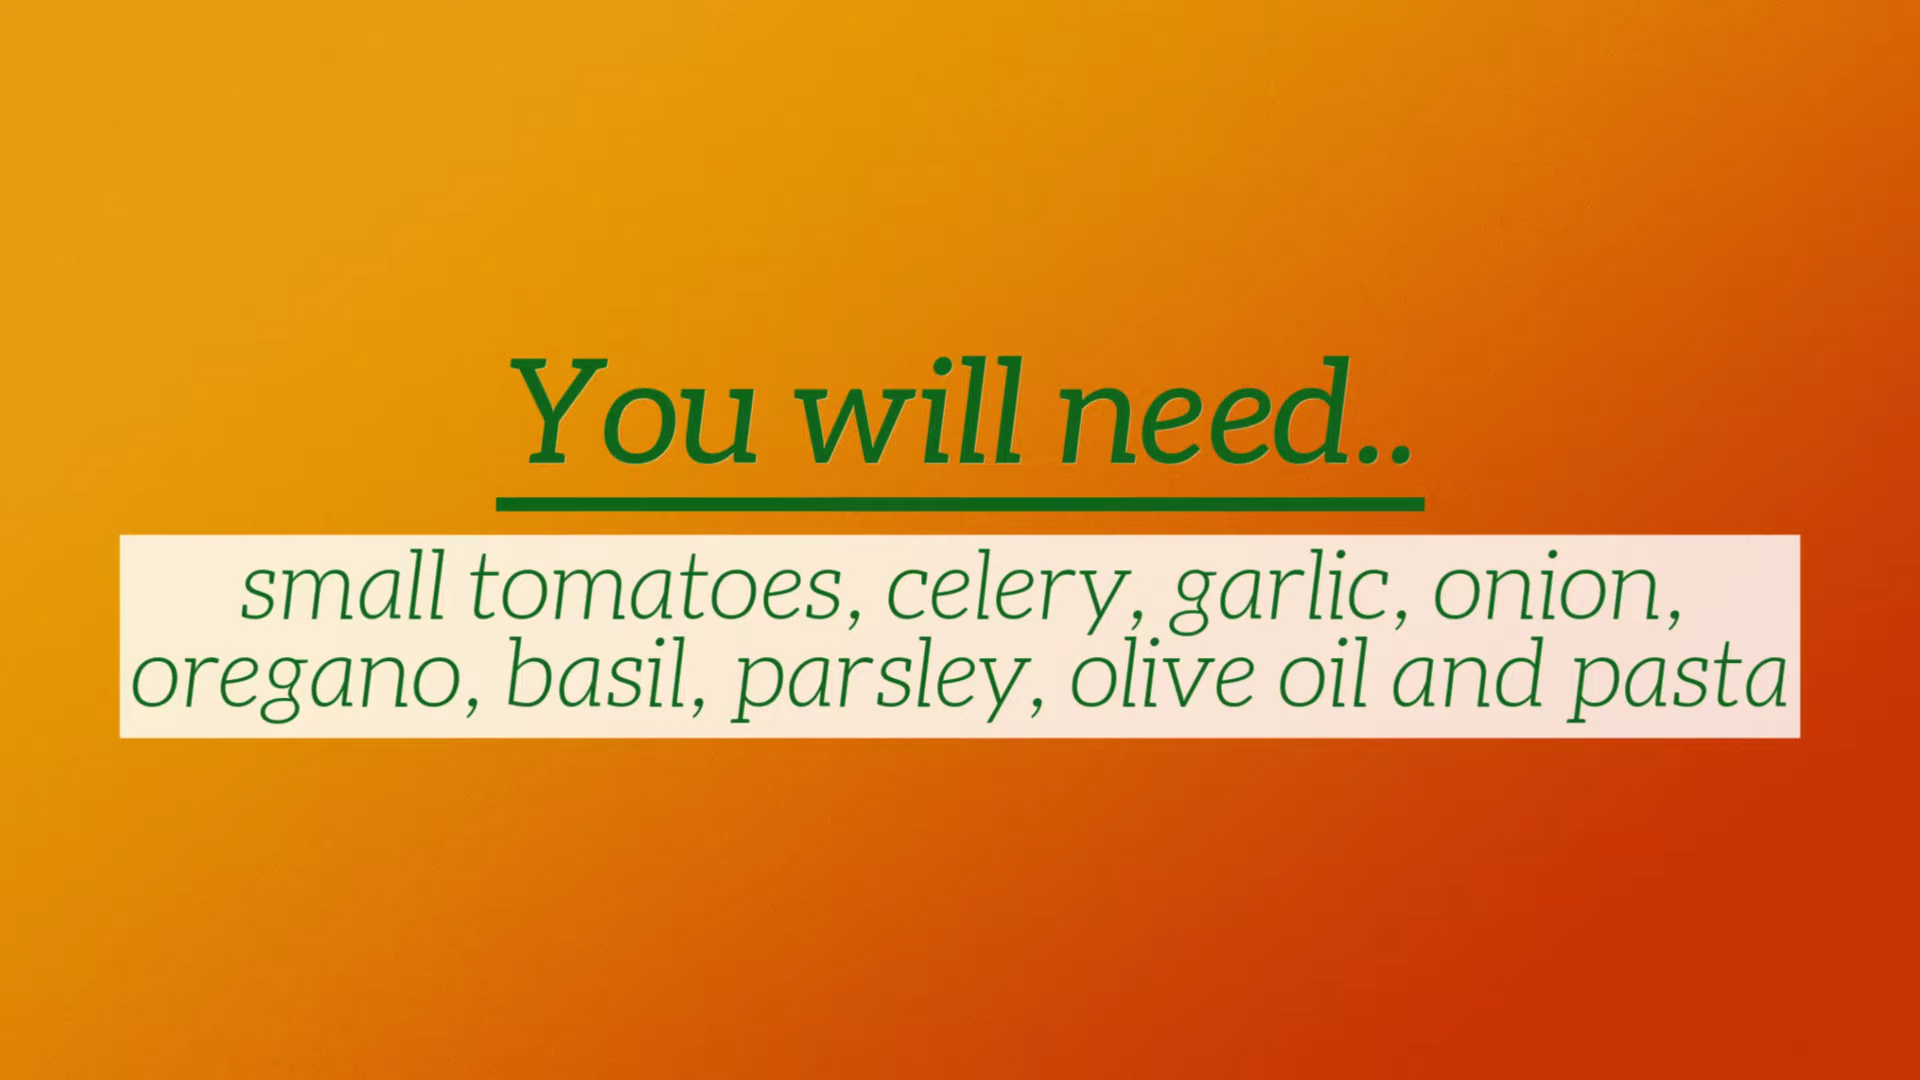 You will need..
small tomatoes, celery, garlic, onion,
oregano, basil, parsley, olive oil and pasta